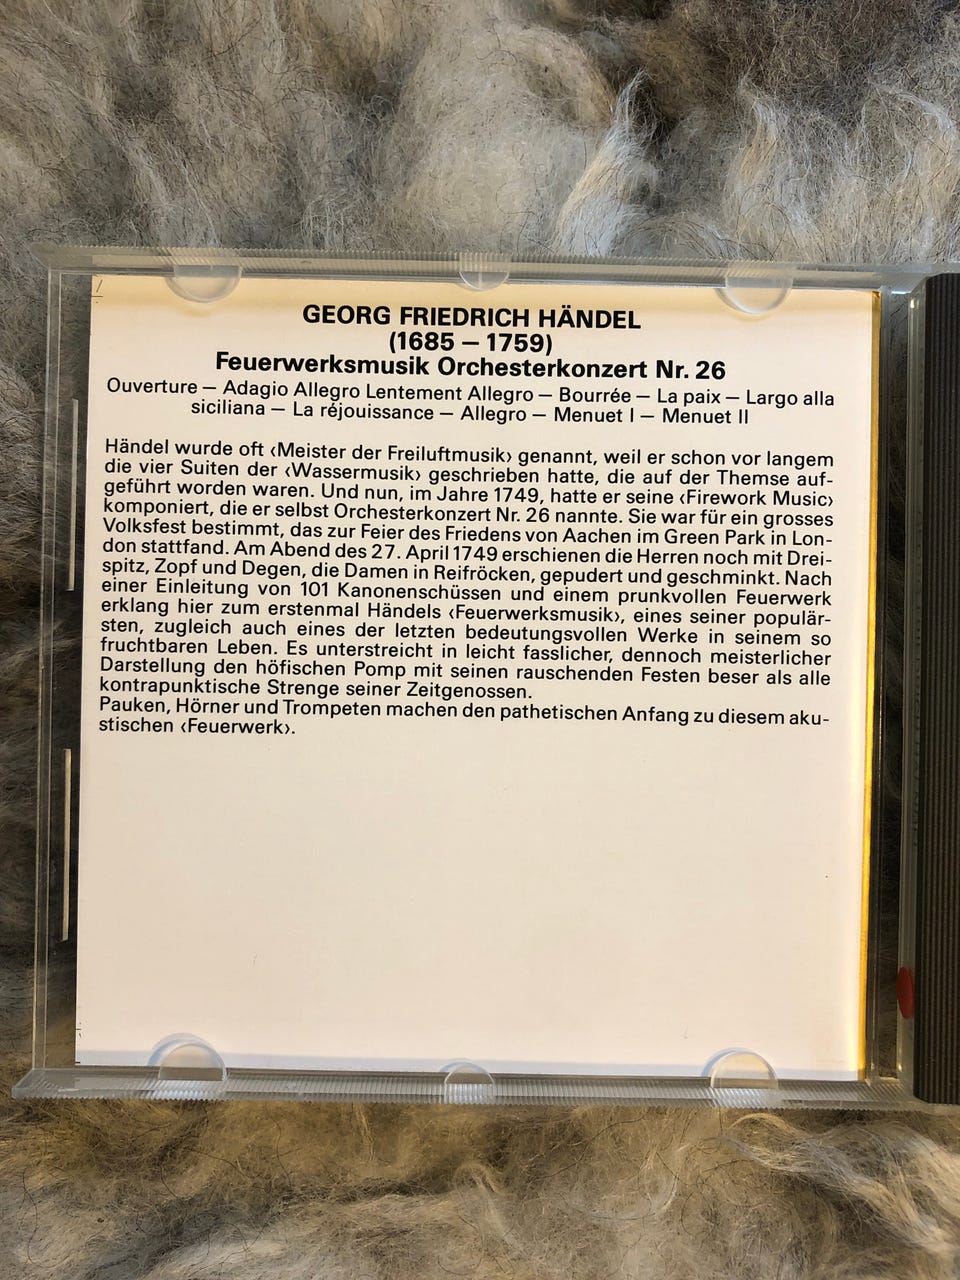 GEORG FRIEDRICH HÄNDEL
(1685 — 1759)
Feuerwerksmusik Orchesterkonzert Nr. 26
Ouverture — Adagio Allegro Lentement Allegro — Bourrée — La paix — Largo alla
siciliana — La réjouissance — Allegro — Menuet I — Menuet II
Händel wurde oft ‹Meister der Freiluftmusik› genannt, weil er schon vor langem
die vier Suiten der ‹Wassermusik› geschrieben hatte, die auf der Themse auf-
geführt worden waren. Und nun, im Jahre 1749, hatte er seine ‹Firework Music›
komponiert, die er selbst Orchesterkonzert Nr. 26 nannte. Sie war für ein grosses
Volksfest bestimmt, das zur Feier des Friedens von Aachen im Green Park in Lon-
don stattfand. Am Abend des 27. April 1749 erschienen die Herren noch mit Drei-
spitz, Zopf und Degen, die Damen in Reifröcken, gepudert und geschminkt. Nach
einer Einleitung von 101 Kanonenschüssen und einem prunkvollen Feuerwerk
erklang hier zum erstenmal Händels ‹Feuerwerksmusik›, eines seiner populär-
sten, zugleich auch eines der letzten bedeutungsvollen Werke in seinem so
fruchtbaren Leben. Es unterstreicht in leicht fasslicher, dennoch meisterlicher
Darstellung den höfischen Pomp mit seinen rauschenden Festen beser als alle
kontrapunktische Strenge seiner Zeitgenossen.
Pauken, Hörner und Trompeten machen den pathetischen Anfang zu diesem aku-
stischen ‹Feuerwerk›.